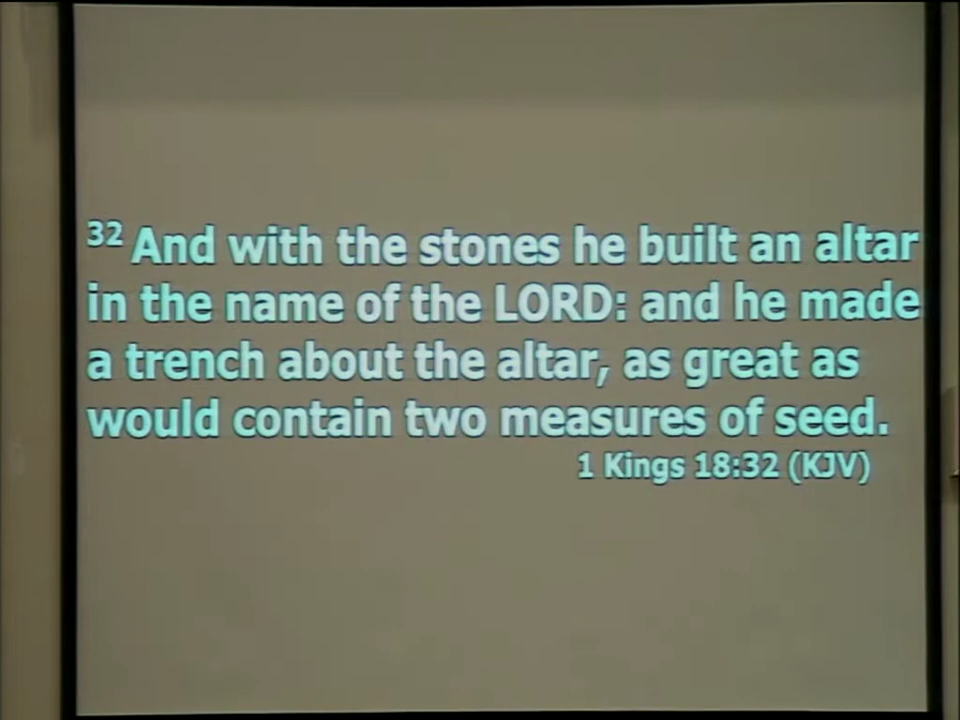 32 And with the stones he built an altar
in the name of the LORD: and he made
a trench about the altar, as great as
would contain two measures of seed.
1 Kings 18:32 (KJV)